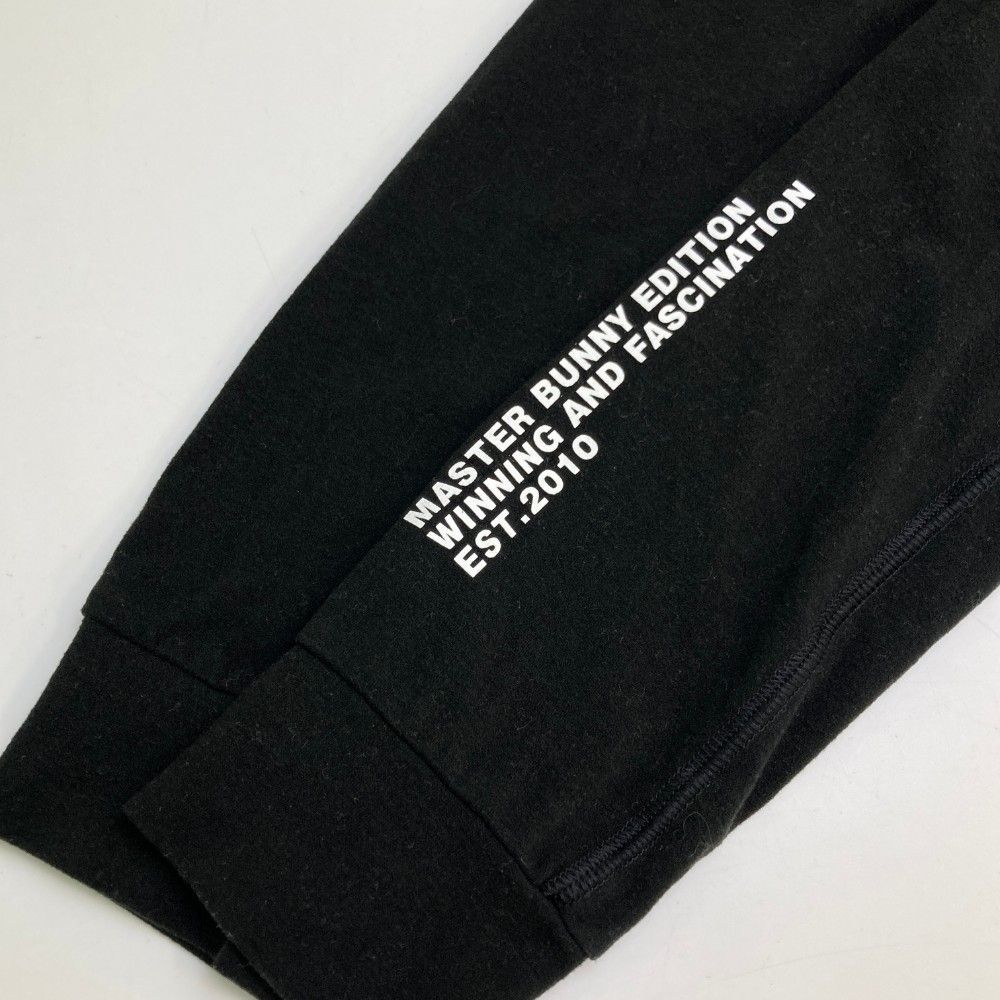 MASTER BUNNY EDITION
WINNING AND FASCINATION
EST.2010